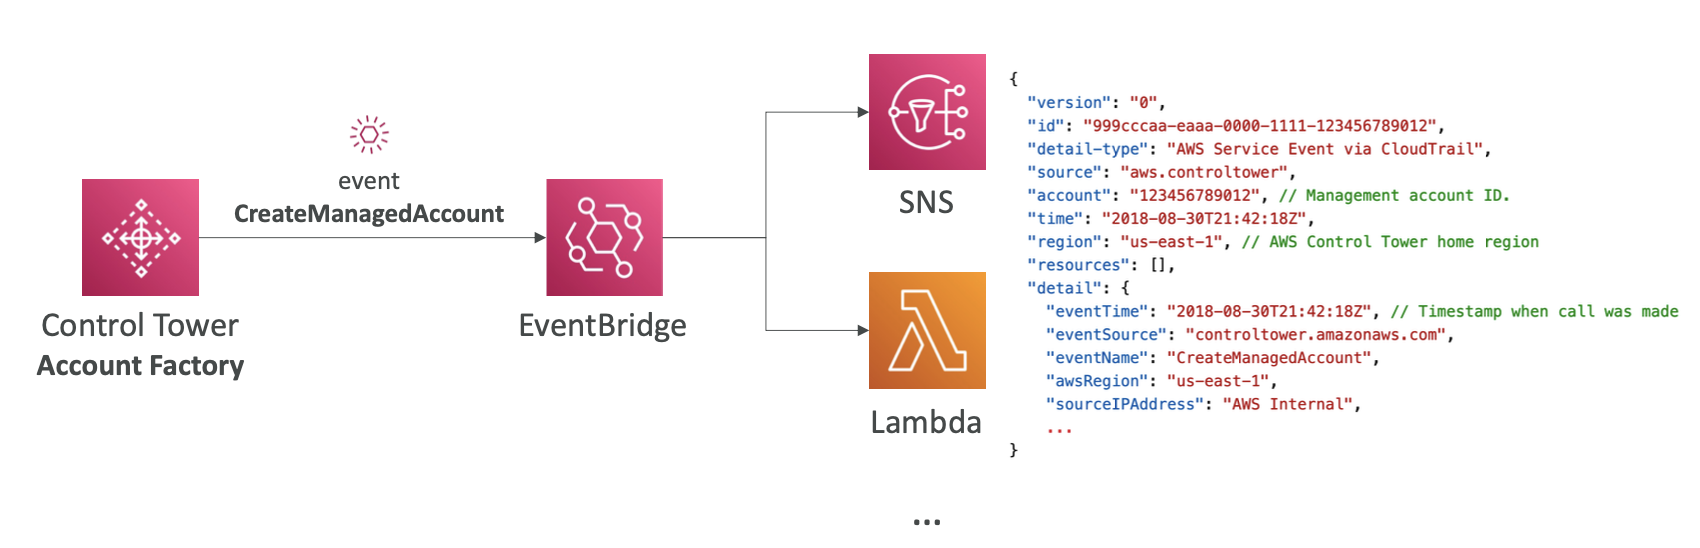 event
CreateManagedAccount
Control Tower
Account Factory
EventBridge
SNS
Lambda
...
{
"version": "0",
"id": "999cccaa-eaaa-0000-1111-123456789012",
"detail-type": "AWS Service Event via CloudTrail",
"source": "aws.controltower",
"account": "123456789012", // Management account ID.
"time": "2018-08-30T21:42:18Z",
"region": "us-east-1", // AWS Control Tower home region
"resources": [],
"detail": {
"eventTime": "2018-08-30T21:42:18Z", // Timestamp when call was made
"eventSource": "controltower.amazonaws.com",
"eventName": "CreateManagedAccount",
"awsRegion": "us-east-1",
"sourceIPAddress": "AWS Internal",
...
}